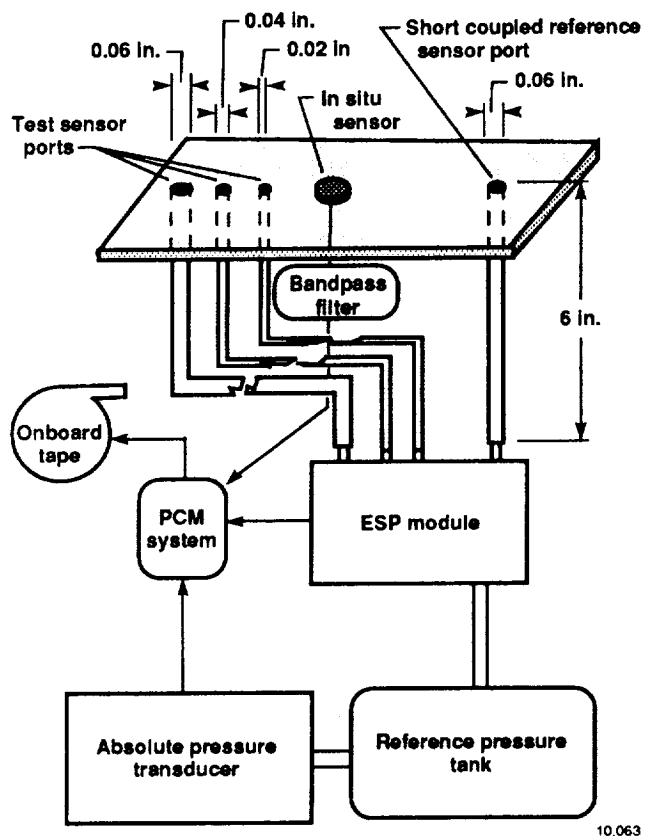 0.04 in.
0.06 in.
0.02 in
Short coupled reference
sensor port
0.06 in.
In situ
sensor
Test sensor
ports
Bandpass
filter
6 in.
Onboard
tape
PCM
system
ESP module
Absolute pressure
transducer
Reference pressure
tank
10.063